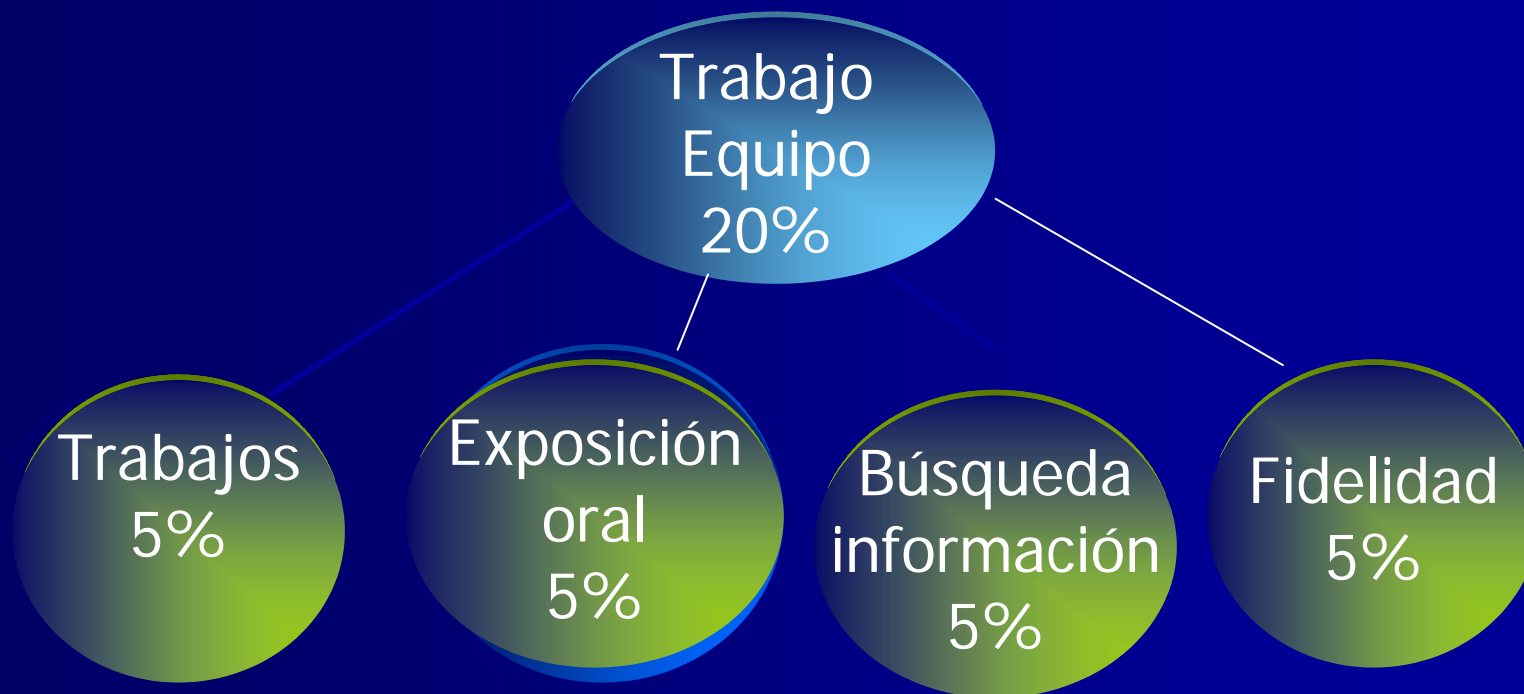 Trabajo
Equipo
20%
Trabajos
5%
Exposición
oral
5%
Búsqueda
información
5%
Fidelidad
5%